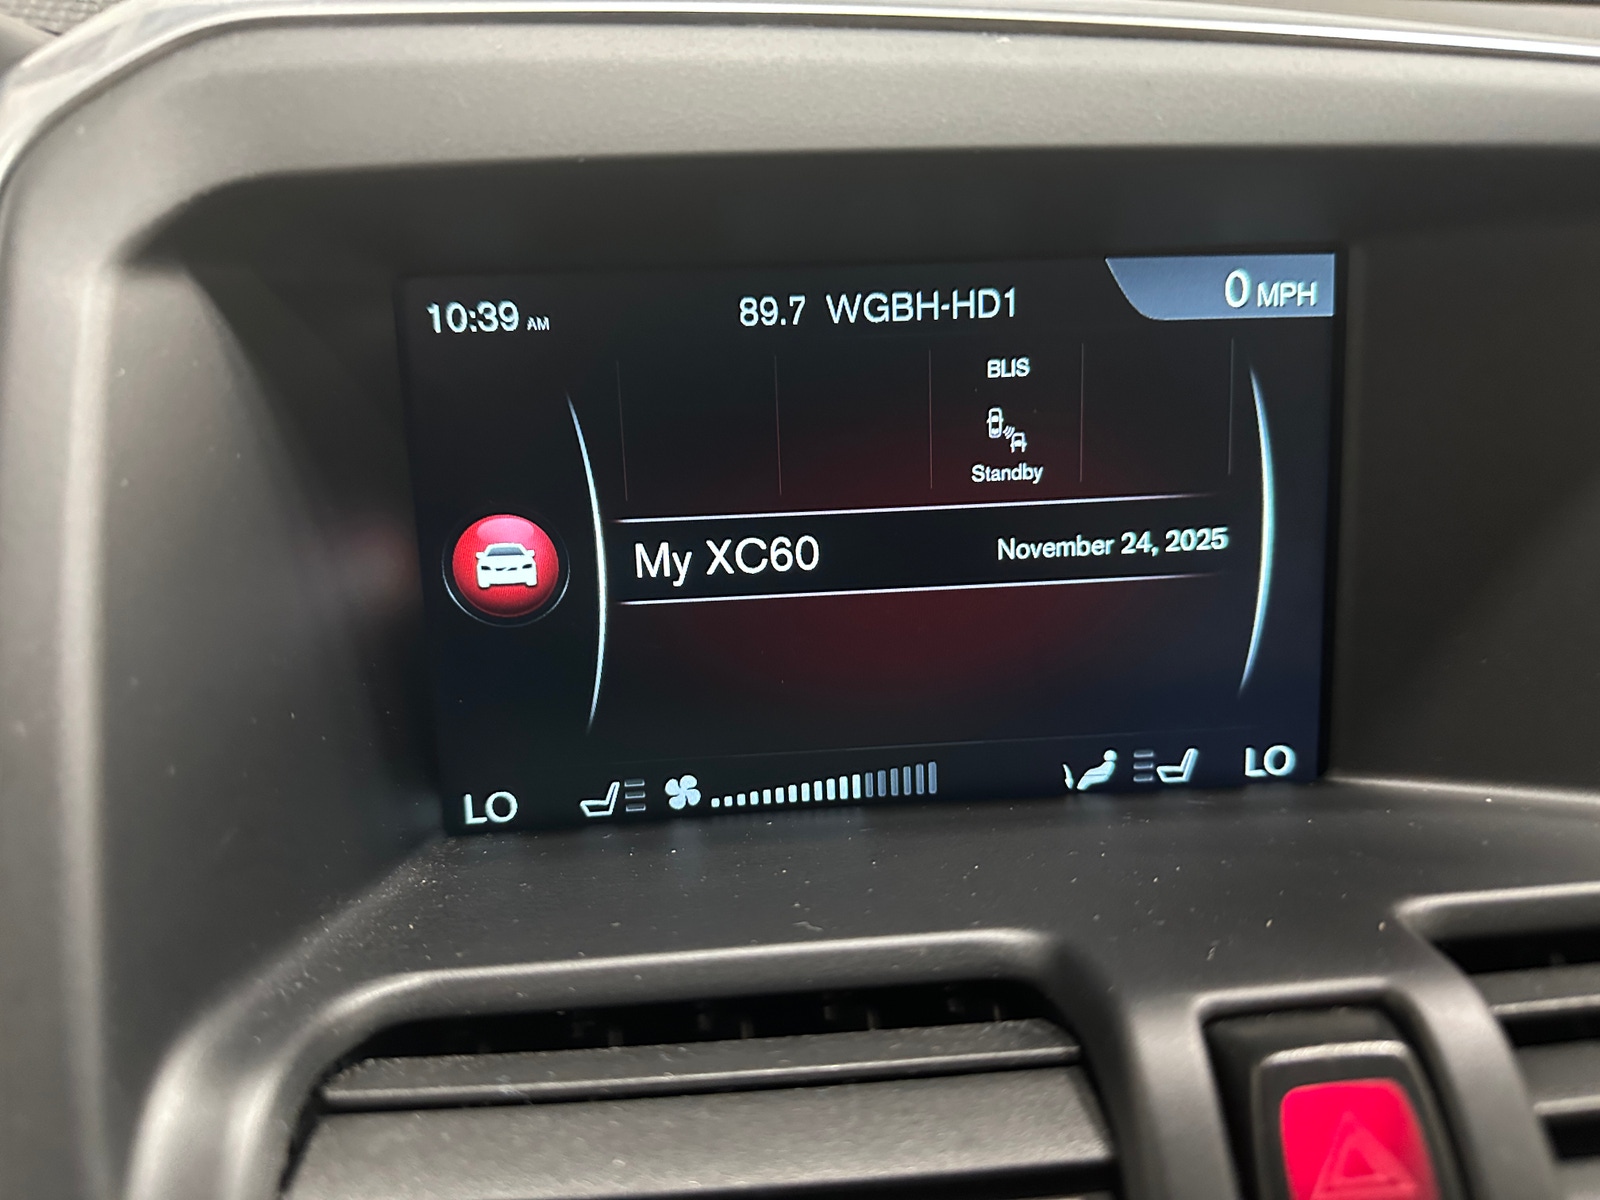 10:39 AM
89.7 WGBH-HD1
0 MPH
BLIS
Standby
My XC60
November 24, 2025
LO
LO